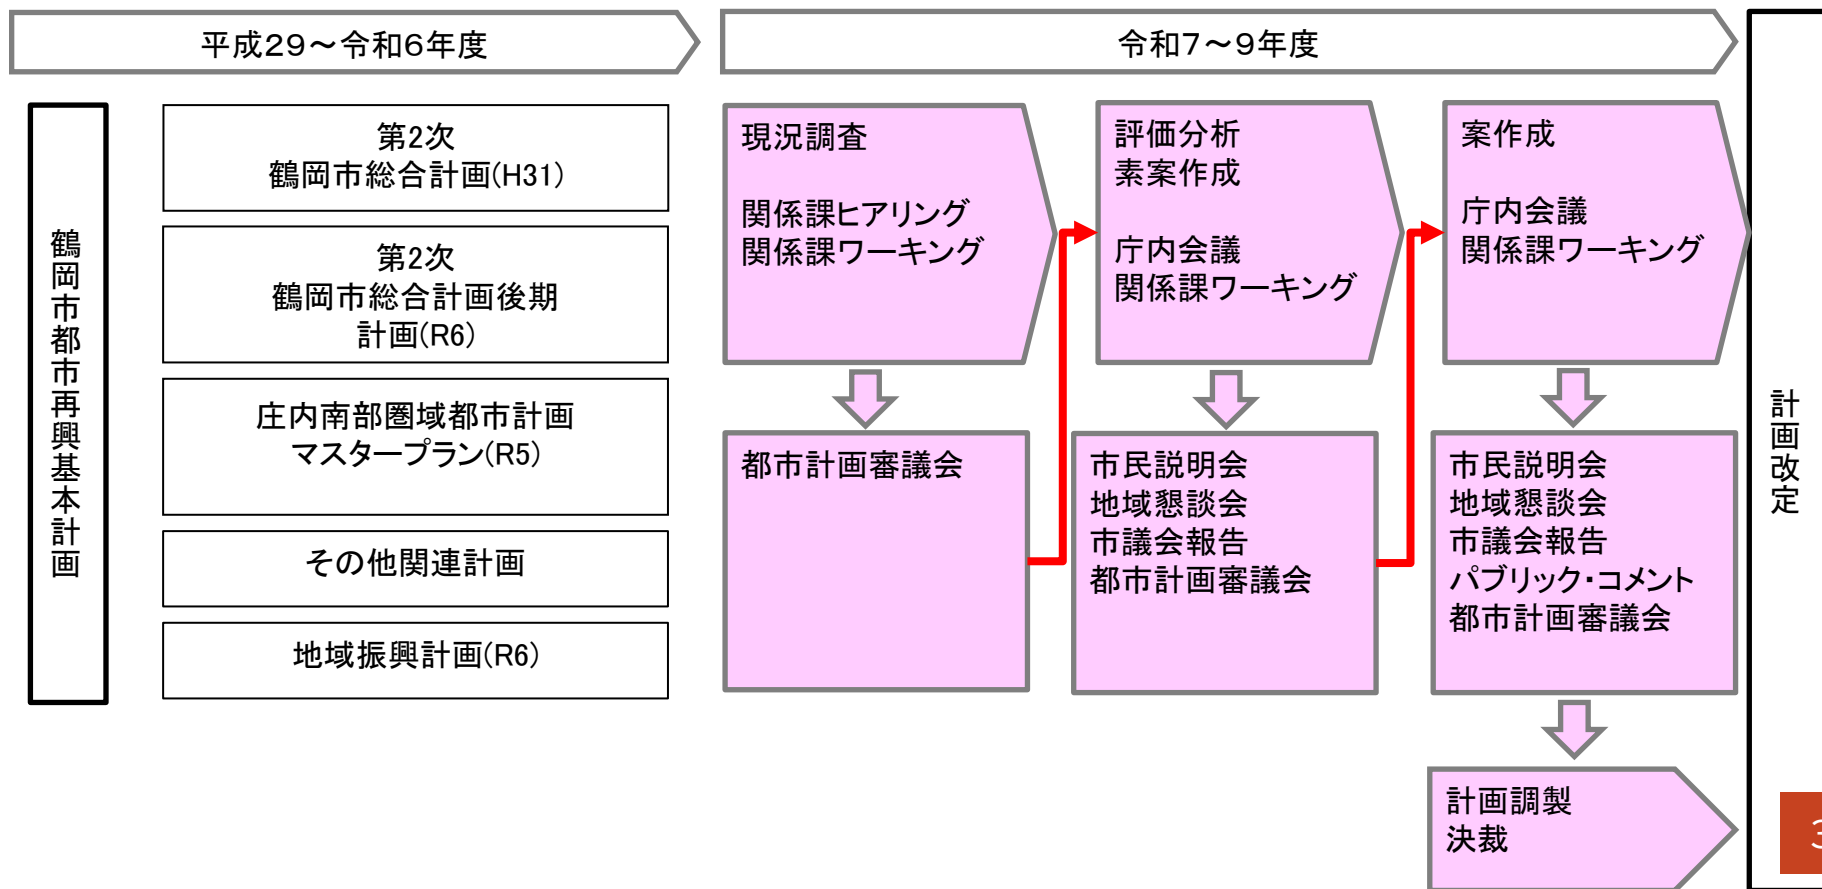 平成29～令和6年度
令和7～9年度
鶴岡市都市再興基本計画
第2次
鶴岡市総合計画(H31)
第2次
鶴岡市総合計画後期
計画(R6)
庄内南部圏域都市計画
マスタープラン(R5)
その他関連計画
地域振興計画(R6)
現況調査
関係課ヒアリング
関係課ワーキング
都市計画審議会
評価分析
素案作成
庁内会議
関係課ワーキング
市民説明会
地域懇談会
市議会報告
都市計画審議会
案作成
庁内会議
関係課ワーキング
市民説明会
地域懇談会
市議会報告
パブリック・コメント
都市計画審議会
計画調製
決裁
計画改定
3